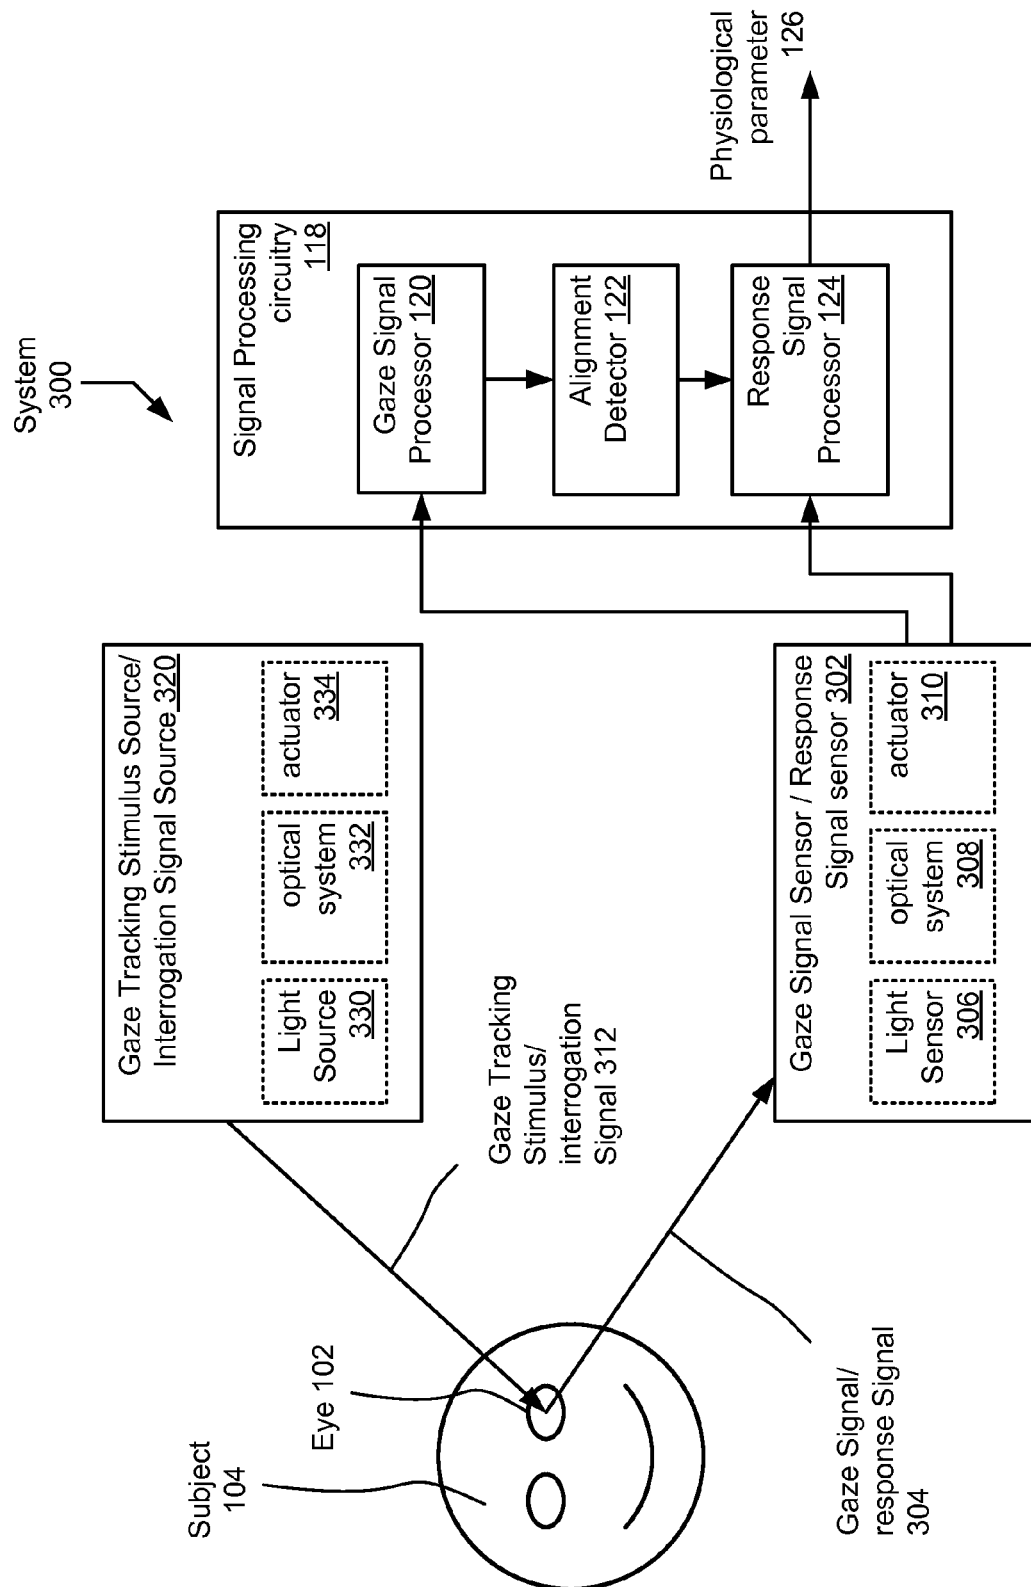 System
300
Gaze Tracking Stimulus Source/
Interrogation Signal Source 320
Light
Source
330
optical
system
332
actuator
334
Signal Processing
circuitry
118
Gaze Signal
Processor 120
Alignment
Detector 122
Response
Signal
Processor 124
Physiological
parameter
126
Subject
104
Eye 102
Gaze Tracking
Stimulus/
interrogation
Signal 312
Gaze Signal/
response Signal
304
Gaze Signal Sensor / Response
Signal sensor 302
Light
Sensor
306
optical
system
308
actuator
310